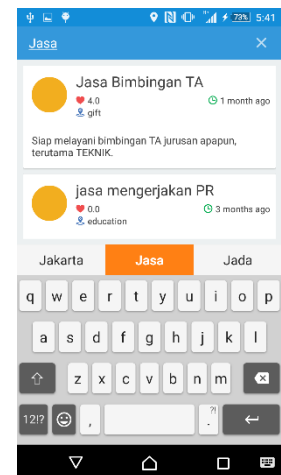 73% 5:41
Jasa
Jasa Bimbingan TA
4.0
1 month ago
gift
Siap melayani bimbingan TA jurusan apapun,
terutama TEKNIK.
jasa mengerjakan PR
0.0
3 months ago
education
Jakarta Jasa Jada
q w e r t y u i o p
a s d f g h j k l
z x c v b n m
12!?
, ?! .